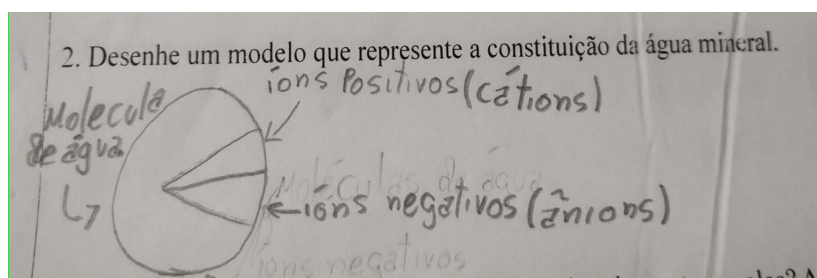 2. Desenhe um modelo que represente a constituição da água mineral.
íons Positivos (cátions)
Molecula
de água
Moléculas de água
←íons negativos (ânions)
íons negativos